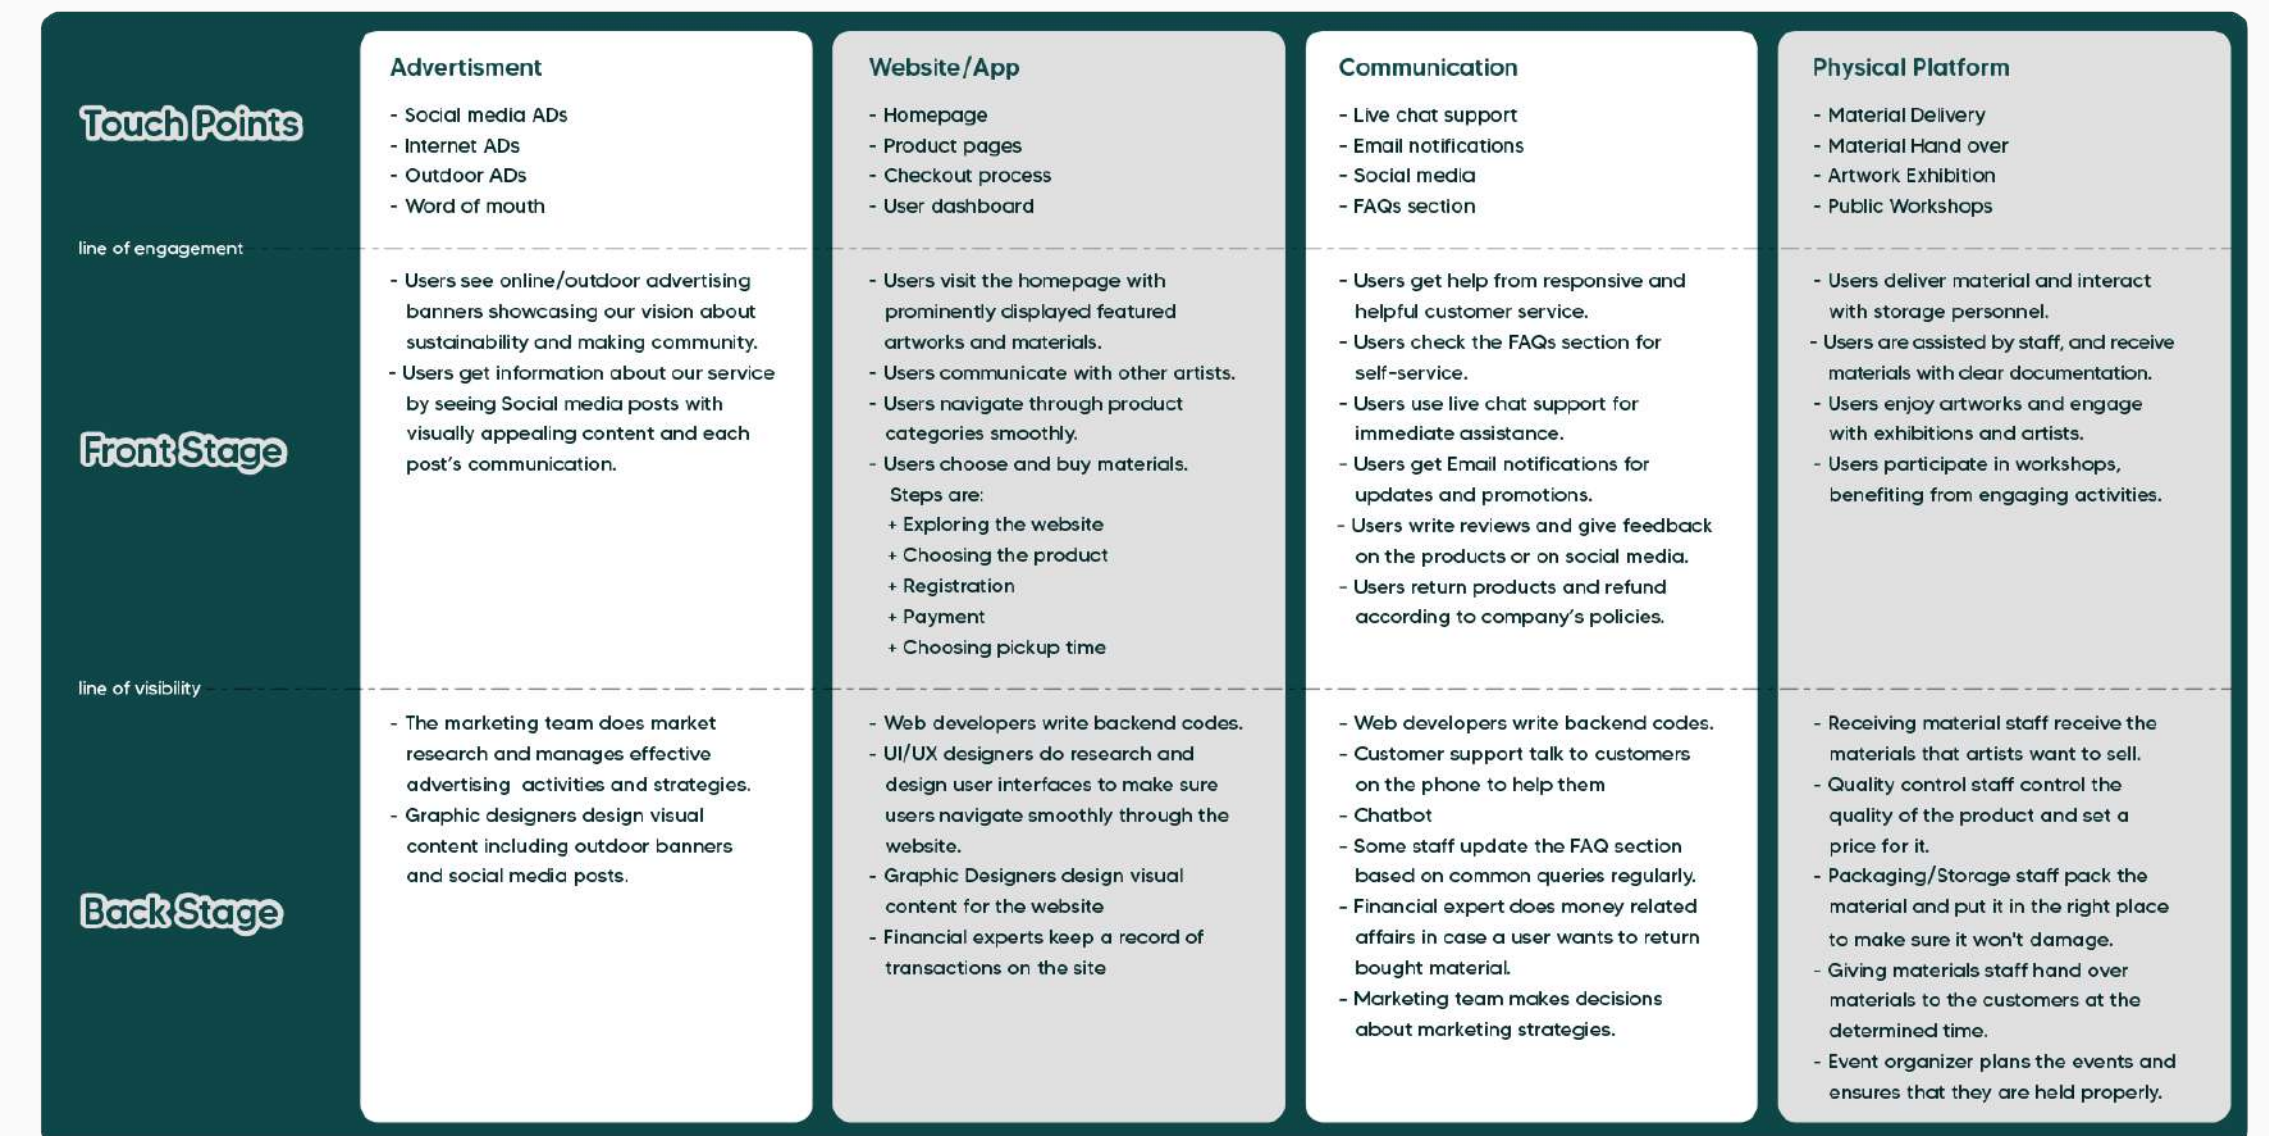 Touch Points
Advertisment
- Social media ADs
- Internet ADs
- Outdoor ADs
- Word of mouth
Website/App
- Homepage
- Product pages
- Checkout process
- User dashboard
Communication
- Live chat support
- Email notifications
- Social media
- FAQs section
Physical Platform
- Material Delivery
- Material Hand over
- Artwork Exhibition
- Public Workshops
line of engagement
Front Stage
- Users see online/outdoor advertising
banners showcasing our vision about
sustainability and making community.
- Users get information about our service
by seeing Social media posts with
visually appealing content and each
post's communication.
- Users visit the homepage with
prominently displayed featured
artworks and materials.
- Users communicate with other artists.
- Users navigate through product
categories smoothly.
- Users choose and buy materials.
Steps are:
+ Exploring the website
+ Choosing the product
+ Registration
+ Payment
+ Choosing pickup time
- Users get help from responsive and
helpful customer service.
- Users check the FAQs section for
self-service.
- Users use live chat support for
immediate assistance.
- Users get Email notifications for
updates and promotions.
- Users write reviews and give feedback
on the products or on social media.
- Users return products and refund
according to company's policies.
- Users deliver material and interact
with storage personnel.
- Users are assisted by staff, and receive
materials with clear documentation.
- Users enjoy artworks and engage
with exhibitions and artists.
- Users participate in workshops,
benefiting from engaging activities.
line of visibility
Back Stage
- The marketing team does market
research and manages effective
advertising activities and strategies.
- Graphic designers design visual
content including outdoor banners
and social media posts.
- Web developers write backend codes.
- UI/UX designers do research and
design user interfaces to make sure
users navigate smoothly through the
website.
- Graphic Designers design visual
content for the website
- Financial experts keep a record of
transactions on the site
- Web developers write backend codes.
- Customer support talk to customers
on the phone to help them
- Chatbot
- Some staff update the FAQ section
based on common queries regularly.
- Financial expert does money related
affairs in case a user wants to return
bought material.
- Marketing team makes decisions
about marketing strategies.
- Receiving material staff receive the
materials that artists want to sell.
- Quality control staff control the
quality of the product and set a
price for it.
- Packaging/Storage staff pack the
material and put it in the right place
to make sure it won't damage.
- Giving materials staff hand over
materials to the customers at the
determined time.
- Event organizer plans the events and
ensures that they are held properly.